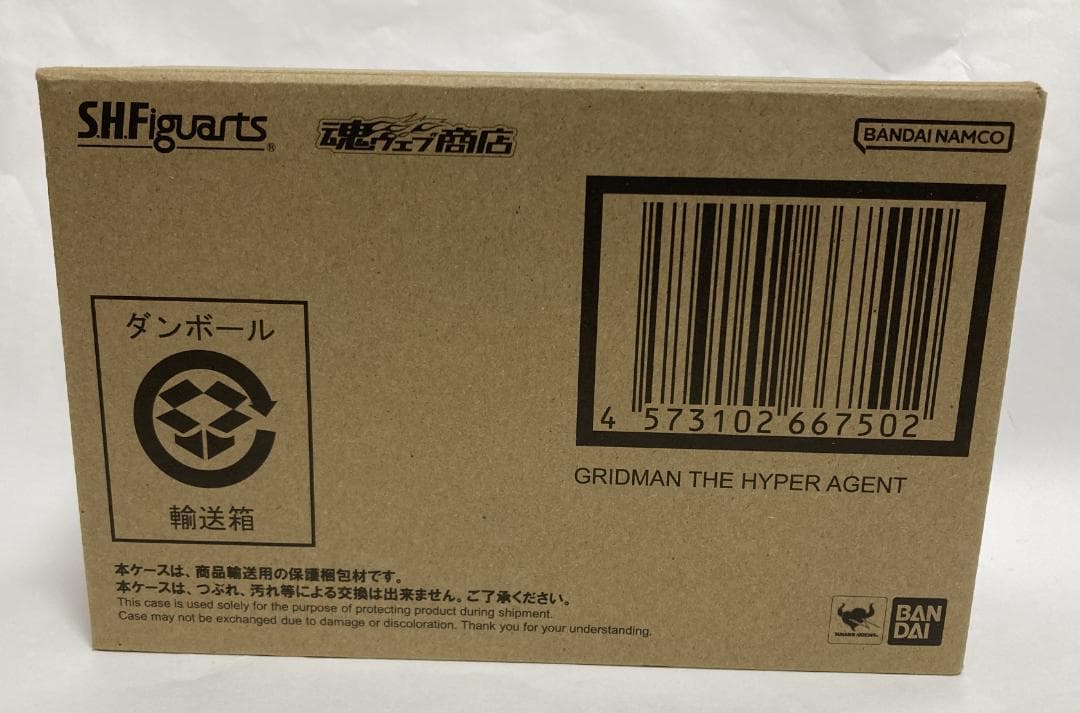 S.H.Figuarts®
魂ウェブ商店
BANDAI NAMCO
4 573102 667502
GRIDMAN THE HYPER AGENT
ダンボール
輸送箱
本ケースは、商品輸送用の保護梱包材です。
本ケースは、つぶれ、汚れ等による交換は出来ません。ご了承ください。
This case is used solely for the purpose of protecting product during shipment.
Case may not be exchanged due to damage or discoloration. Thank you for your understanding.
TAMASHII NATIONS
BAN
DAI